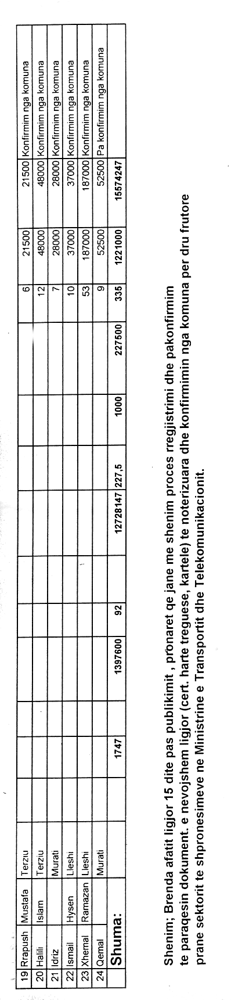 19 Rrapush Mustafa Terziu 6 21500 21500 Konfirmim nga komuna
20 Halili Islam Terziu 12 48000 48000 Konfirmim nga komuna
21 Idriz Murati 7 28000 28000 Konfirmim nga komuna
22 Ismail Hysen Lleshi 10 37000 37000 Konfirmim nga komuna
23 Xhemal Ramazan Lleshi 53 187000 187000 Konfirmim nga komuna
24 Qemal Murati 9 52500 52500 Pa konfirmim nga komuna
Shuma: 1747 1397600 92 12728147 227,5 1000 227500 335 1221000 15574247
Shenim; Brenda afatit ligjor 15 dite pas publikimit , pronaret qe jane me shenim proces rregjistrimi dhe pakonfirmim
te paraqesin dokument. e nevojshem ligjor (cert. harte treguese, kartele) te noterizuara dhe konfirmimin nga komuna per dru frutore
prane sektorit te shpronesimeve ne Ministrine e Transportit dhe Telekomunikacionit.